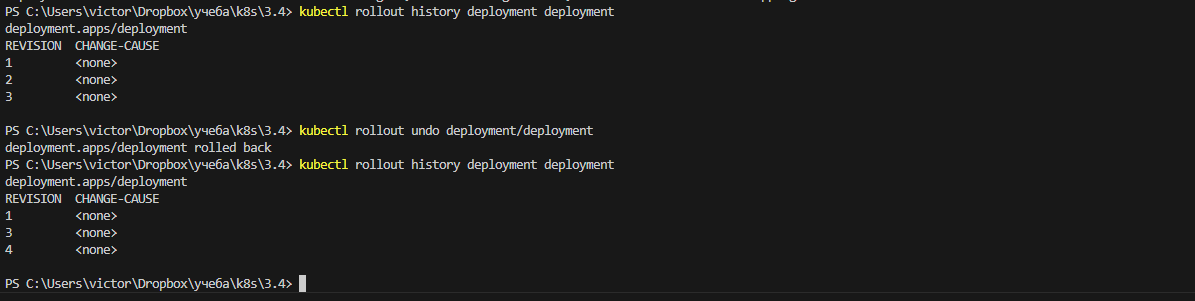 PS C:\Users\victor\Dropbox\учеба\k8s\3.4> kubectl rollout history deployment deployment
deployment.apps/deployment
REVISION  CHANGE-CAUSE
1         <none>
2         <none>
3         <none>
PS C:\Users\victor\Dropbox\учеба\k8s\3.4> kubectl rollout undo deployment/deployment
deployment.apps/deployment rolled back
PS C:\Users\victor\Dropbox\учеба\k8s\3.4> kubectl rollout history deployment deployment
deployment.apps/deployment
REVISION  CHANGE-CAUSE
1         <none>
3         <none>
4         <none>
PS C:\Users\victor\Dropbox\учеба\k8s\3.4>